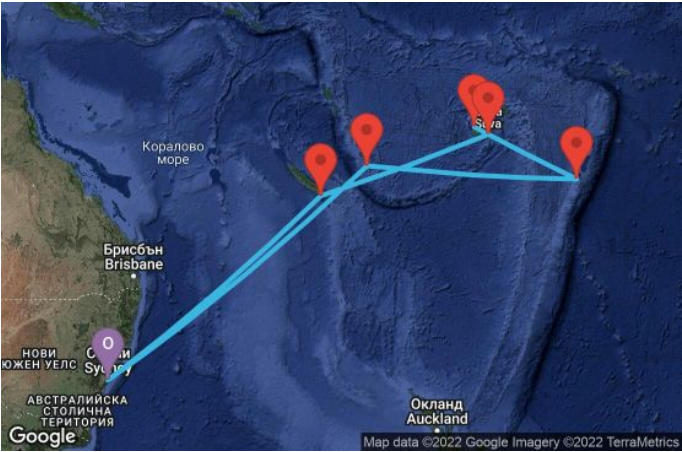 Suva
Коралово
море
Брисбън
Brisbane
O
НОВИ
ЮЖЕН УЕЛС
Sydney
АВСТРАЛИЙСКА
СТОЛИЧНА
ТЕРИТОРИЯ
Окланд
Auckland
Google
Map data ©2022 Google Imagery ©2022 TerraMetrics